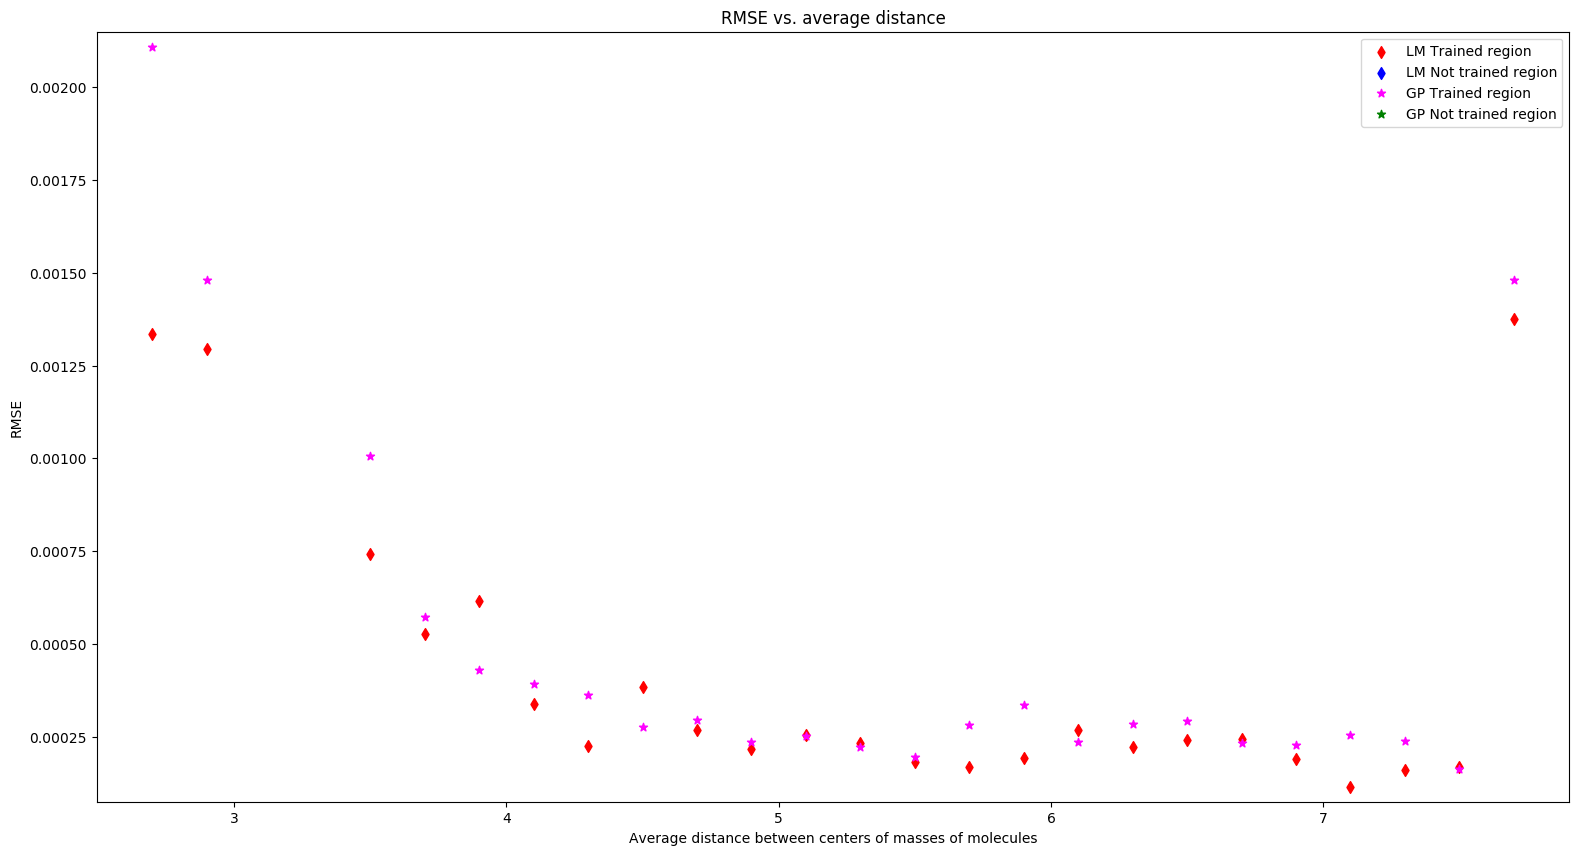 RMSE vs. average distance
LM Trained region
LM Not trained region
GP Trained region
GP Not trained region
0.00200
0.00175
0.00150
0.00125
0.00100
0.00075
0.00050
0.00025
RMSE
3 4 5 6 7
Average distance between centers of masses of molecules